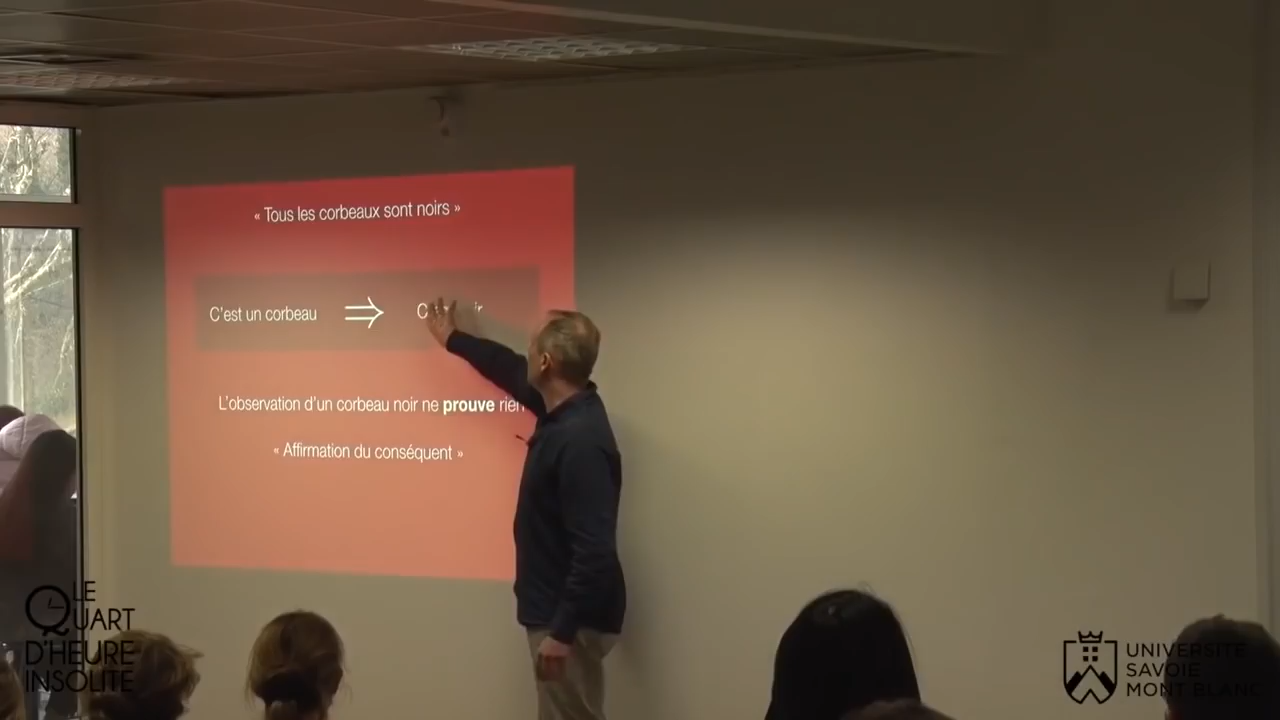 « Tous les corbeaux sont noirs »
C'est un corbeau ⇒
L'observation d'un corbeau noir ne prouve rien
« Affirmation du conséquent »
LE
QUART
D'HEURE
INSOLITE
UNIVERSITÉ
SAVOIE
MONT BLANC